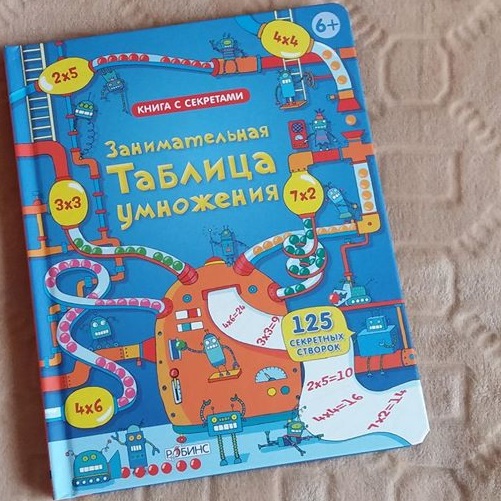 6+
4x4
2x5
КНИГА С СЕКРЕТАМИ
Занимательная
Таблица
умножения
3x3
7x2
4x6=24
3x3=9
125
СЕКРЕТНЫХ
СТВОРОК
2x5=10
4x4=16
7x2=14
4x6
РОБИНС